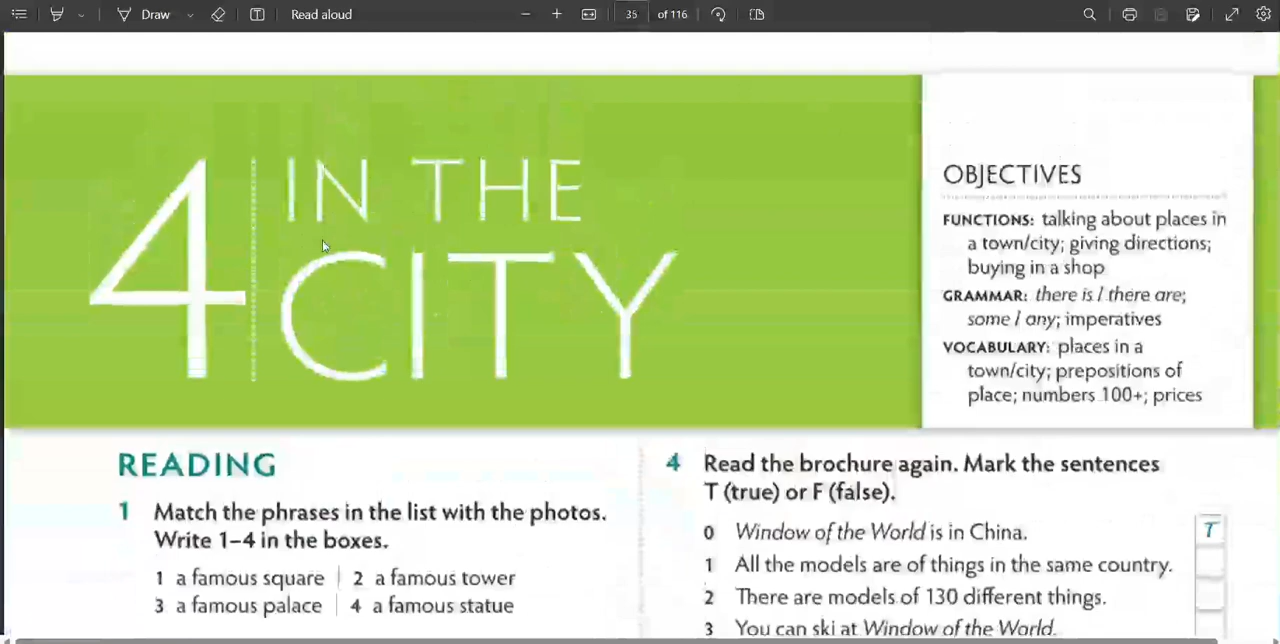 Draw
Read aloud
35 of 116
4 IN THE
CITY
OBJECTIVES
FUNCTIONS: talking about places in
a town/city; giving directions;
buying in a shop
GRAMMAR: there is / there are;
some / any; imperatives
VOCABULARY: places in a
town/city; prepositions of
place; numbers 100+; prices
READING
1 Match the phrases in the list with the photos.
Write 1–4 in the boxes.
1 a famous square | 2 a famous tower
3 a famous palace | 4 a famous statue
4 Read the brochure again. Mark the sentences
T (true) or F (false).
0 Window of the World is in China. T
1 All the models are of things in the same country.
2 There are models of 130 different things.
3 You can ski at Window of the World.